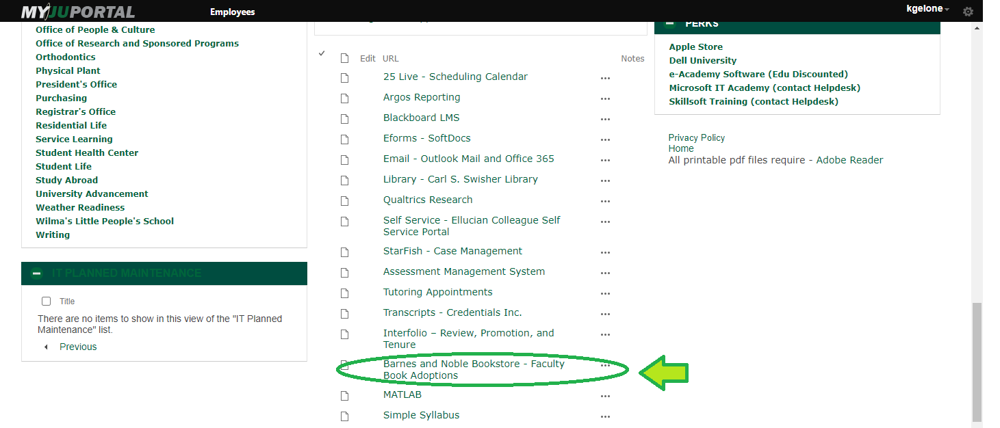 MYJUPORTAL
Employees
kgelone
Office of People & Culture
Office of Research and Sponsored Programs
Orthodontics
Physical Plant
President's Office
Purchasing
Registrar's Office
Residential Life
Service Learning
Student Health Center
Student Life
Study Abroad
University Advancement
Weather Readiness
Wilma's Little People's School
Writing
IT PLANNED MAINTENANCE
Title
There are no items to show in this view of the "IT Planned
Maintenance" list.
Previous
Edit URL Notes
25 Live - Scheduling Calendar ...
Argos Reporting ...
Blackboard LMS ...
Eforms - SoftDocs ...
Email - Outlook Mail and Office 365 ...
Library - Carl S. Swisher Library ...
Qualtrics Research ...
Self Service - Ellucian Colleague Self ...
Service Portal
StarFish - Case Management ...
Assessment Management System ...
Tutoring Appointments ...
Transcripts - Credentials Inc. ...
Interfolio – Review, Promotion, and ...
Tenure
Barnes and Noble Bookstore - Faculty ...
Book Adoptions
MATLAB ...
Simple Syllabus ...
PERKS
Apple Store
Dell University
e-Academy Software (Edu Discounted)
Microsoft IT Academy (contact Helpdesk)
Skillsoft Training (contact Helpdesk)
Privacy Policy
Home
All printable pdf files require - Adobe Reader